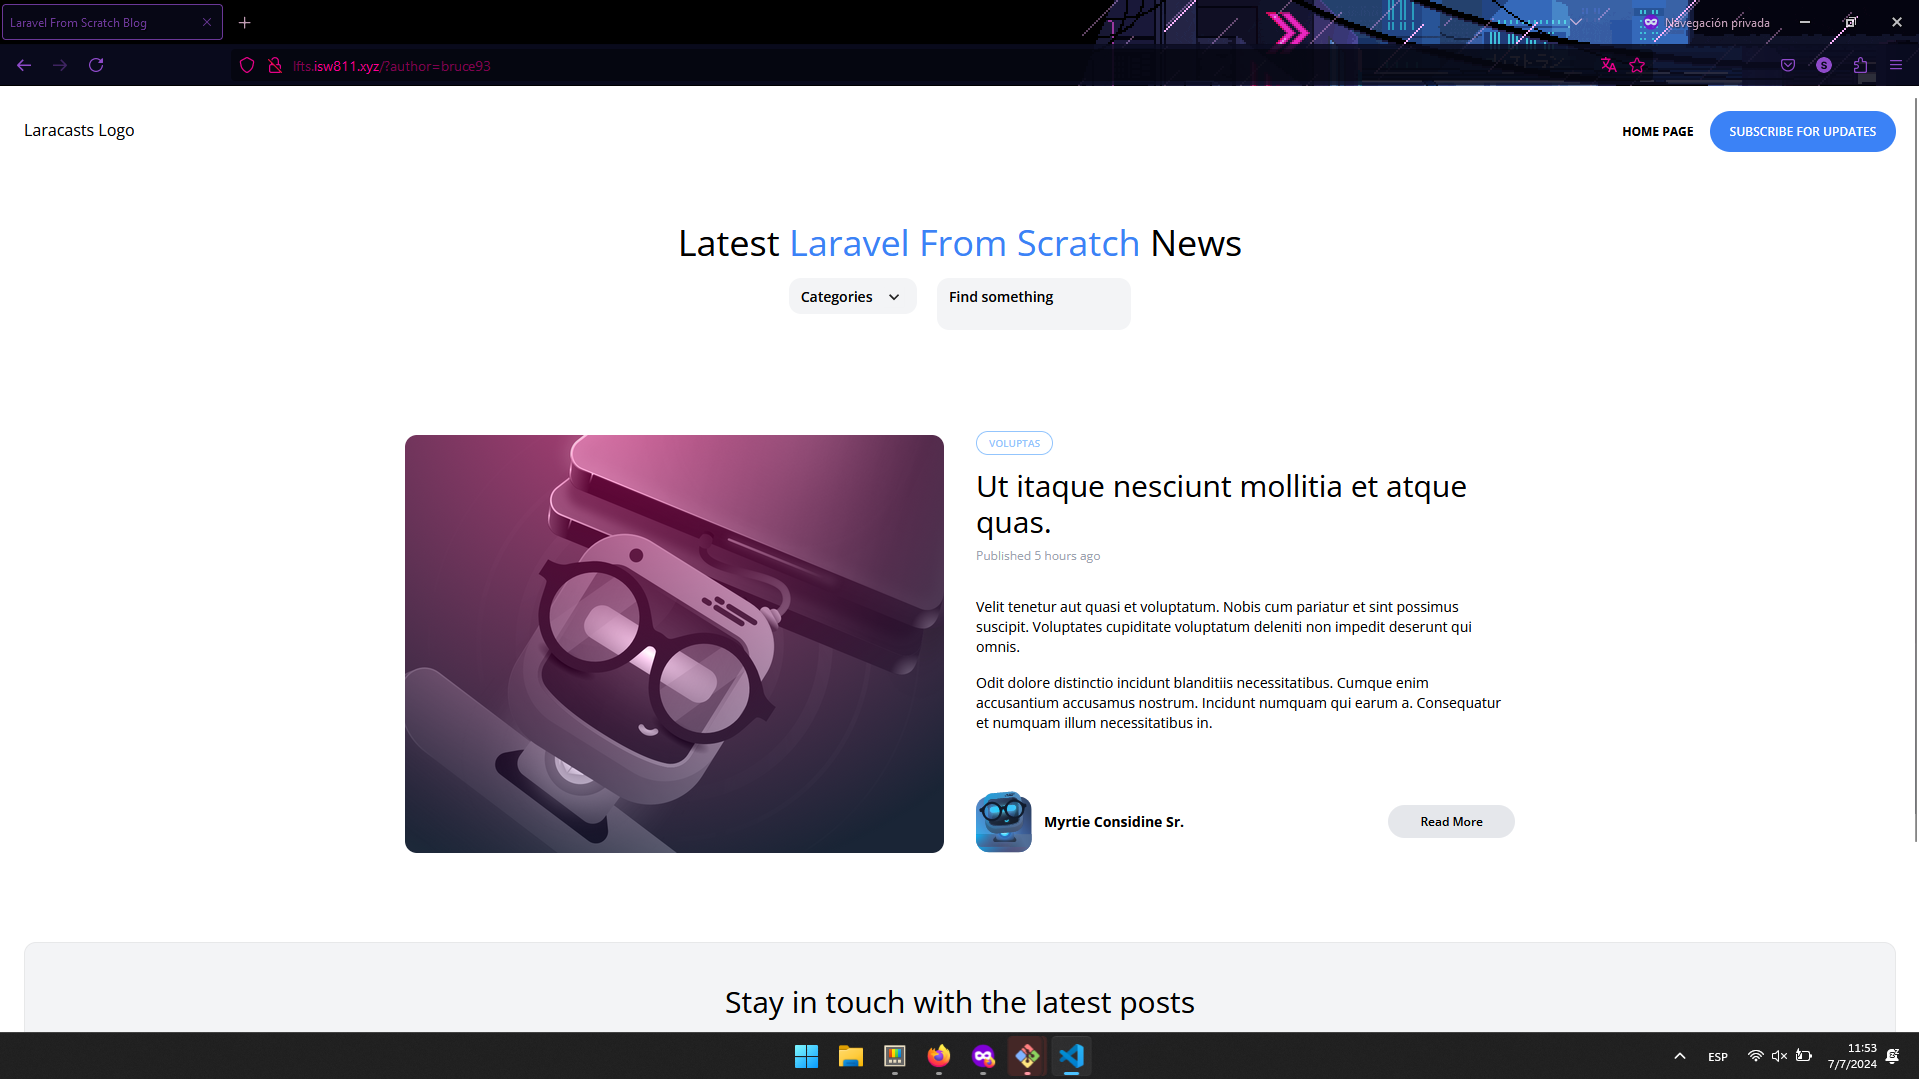 Laravel From Scratch Blog
Navegación privada
lfts.isw811.xyz/?author=bruce93
Laracasts Logo
HOME PAGE
SUBSCRIBE FOR UPDATES
Latest Laravel From Scratch News
Categories
Find something
VOLUPTAS
Ut itaque nesciunt mollitia et atque
quas.
Published 5 hours ago
Velit tenetur aut quasi et voluptatum. Nobis cum pariatur et sint possimus
suscipit. Voluptates cupiditate voluptatum deleniti non impedit deserunt qui
omnis.
Odit dolore distinctio incidunt blanditiis necessitatibus. Cumque enim
accusantium accusamus nostrum. Incidunt numquam qui earum a. Consequatur
et numquam illum necessitatibus in.
Myrtie Considine Sr.
Read More
Stay in touch with the latest posts
ESP
11:53
7/7/2024